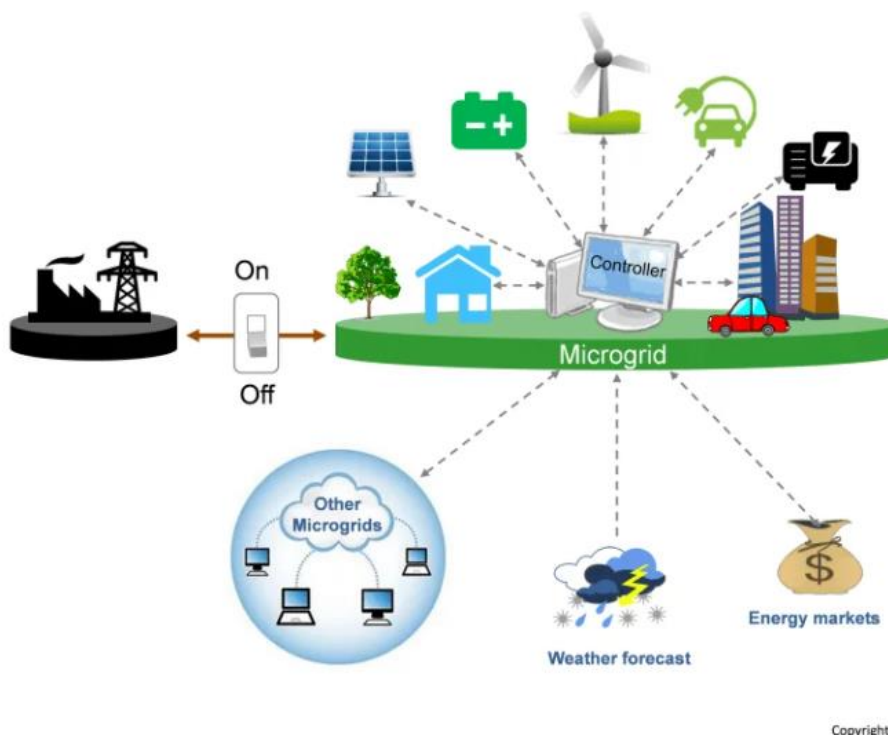 On
Off
Controller
Microgrid
Other
Microgrids
Weather forecast
Energy markets
$
Copyright